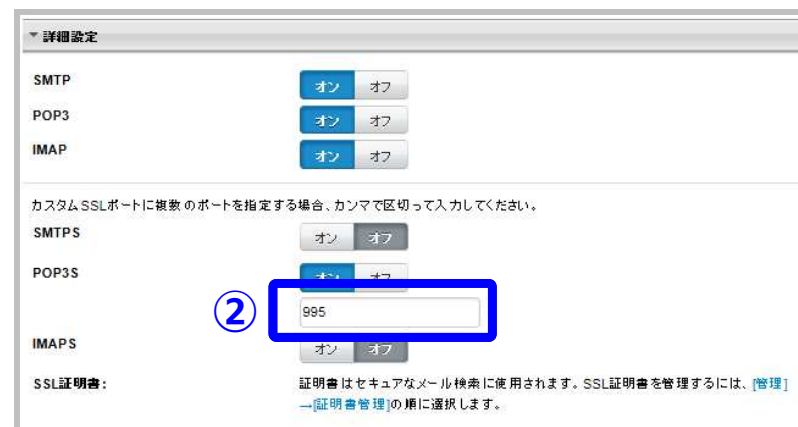 ▼ 詳細設定
SMTP オン オフ
POP3 オン オフ
IMAP オン オフ
カスタムSSLポートに複数のポートを指定する場合、カンマで区切って入力してください。
SMTPS オン オフ
POP3S オン オフ
② 995
IMAPS オン オフ
SSL証明書: 証明書はセキュアなメール検索に使用されます。SSL証明書を管理するには、[管理]
→[証明書管理]の順に選択します。